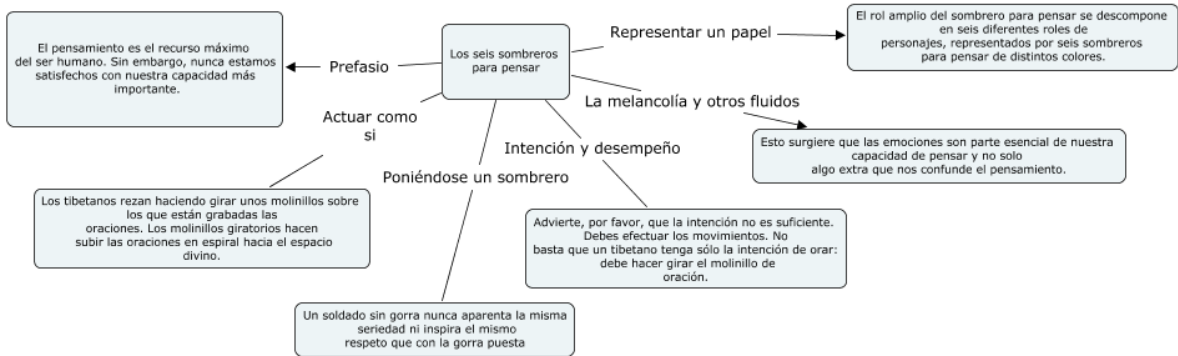 El rol amplio del sombrero para pensar se descompone
en seis diferentes roles de
personajes, representados por seis sombreros
para pensar de distintos colores.
Representar un papel
El pensamiento es el recurso máximo
del ser humano. Sin embargo, nunca estamos
satisfechos con nuestra capacidad más
importante.
Prefasio
Los seis sombreros
para pensar
La melancolía y otros fluidos
Actuar como
si
Intención y desempeño
Esto surgiere que las emociones son parte esencial de nuestra
capacidad de pensar y no solo
algo extra que nos confunde el pensamiento.
Poniéndose un sombrero
Los tibetanos rezan haciendo girar unos molinillos sobre
los que están grabadas las
oraciones. Los molinillos giratorios hacen
subir las oraciones en espiral hacia el espacio
divino.
Advierte, por favor, que la intención no es suficiente.
Debes efectuar los movimientos. No
basta que un tibetano tenga sólo la intención de orar:
debe hacer girar el molinillo de
oración.
Un soldado sin gorra nunca aparenta la misma
seriedad ni inspira el mismo
respeto que con la gorra puesta